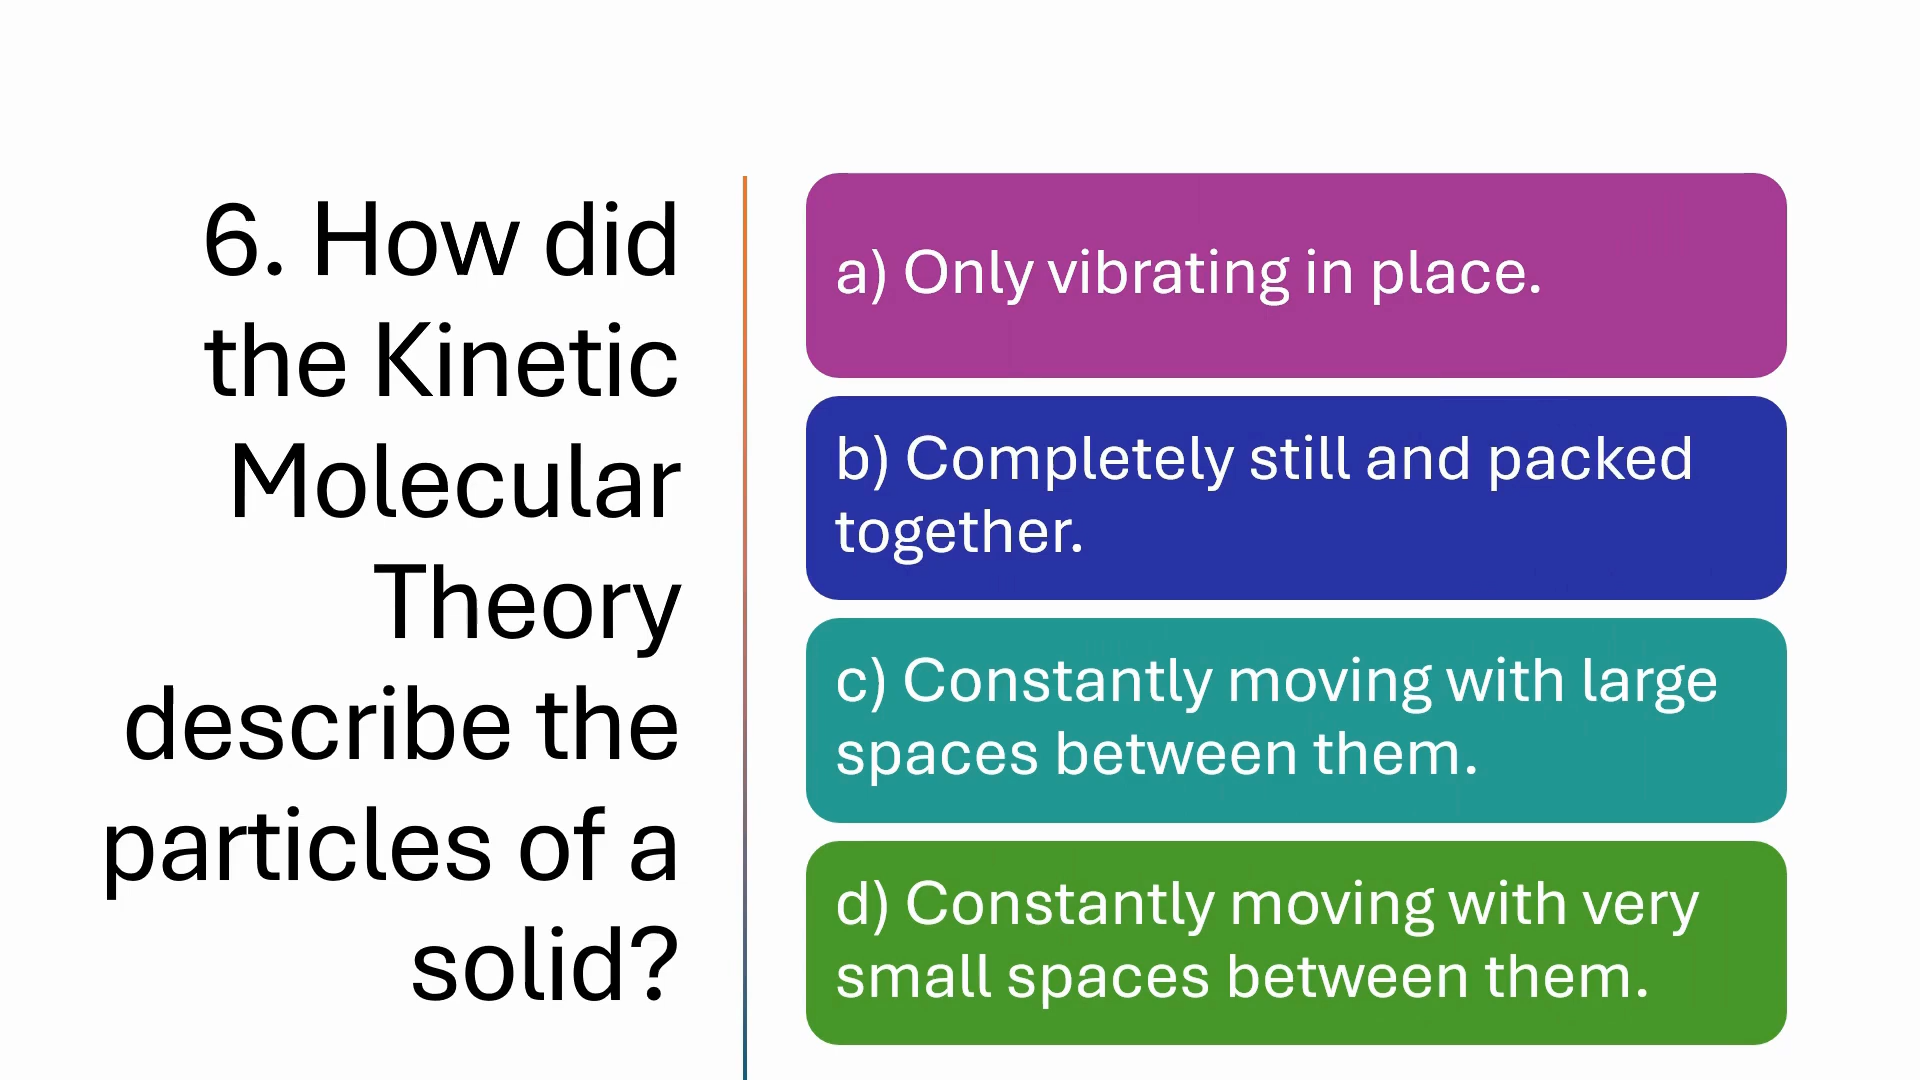 6. How did
the Kinetic
Molecular
Theory
describe the
particles of a
solid?
a) Only vibrating in place.
b) Completely still and packed
together.
c) Constantly moving with large
spaces between them.
d) Constantly moving with very
small spaces between them.